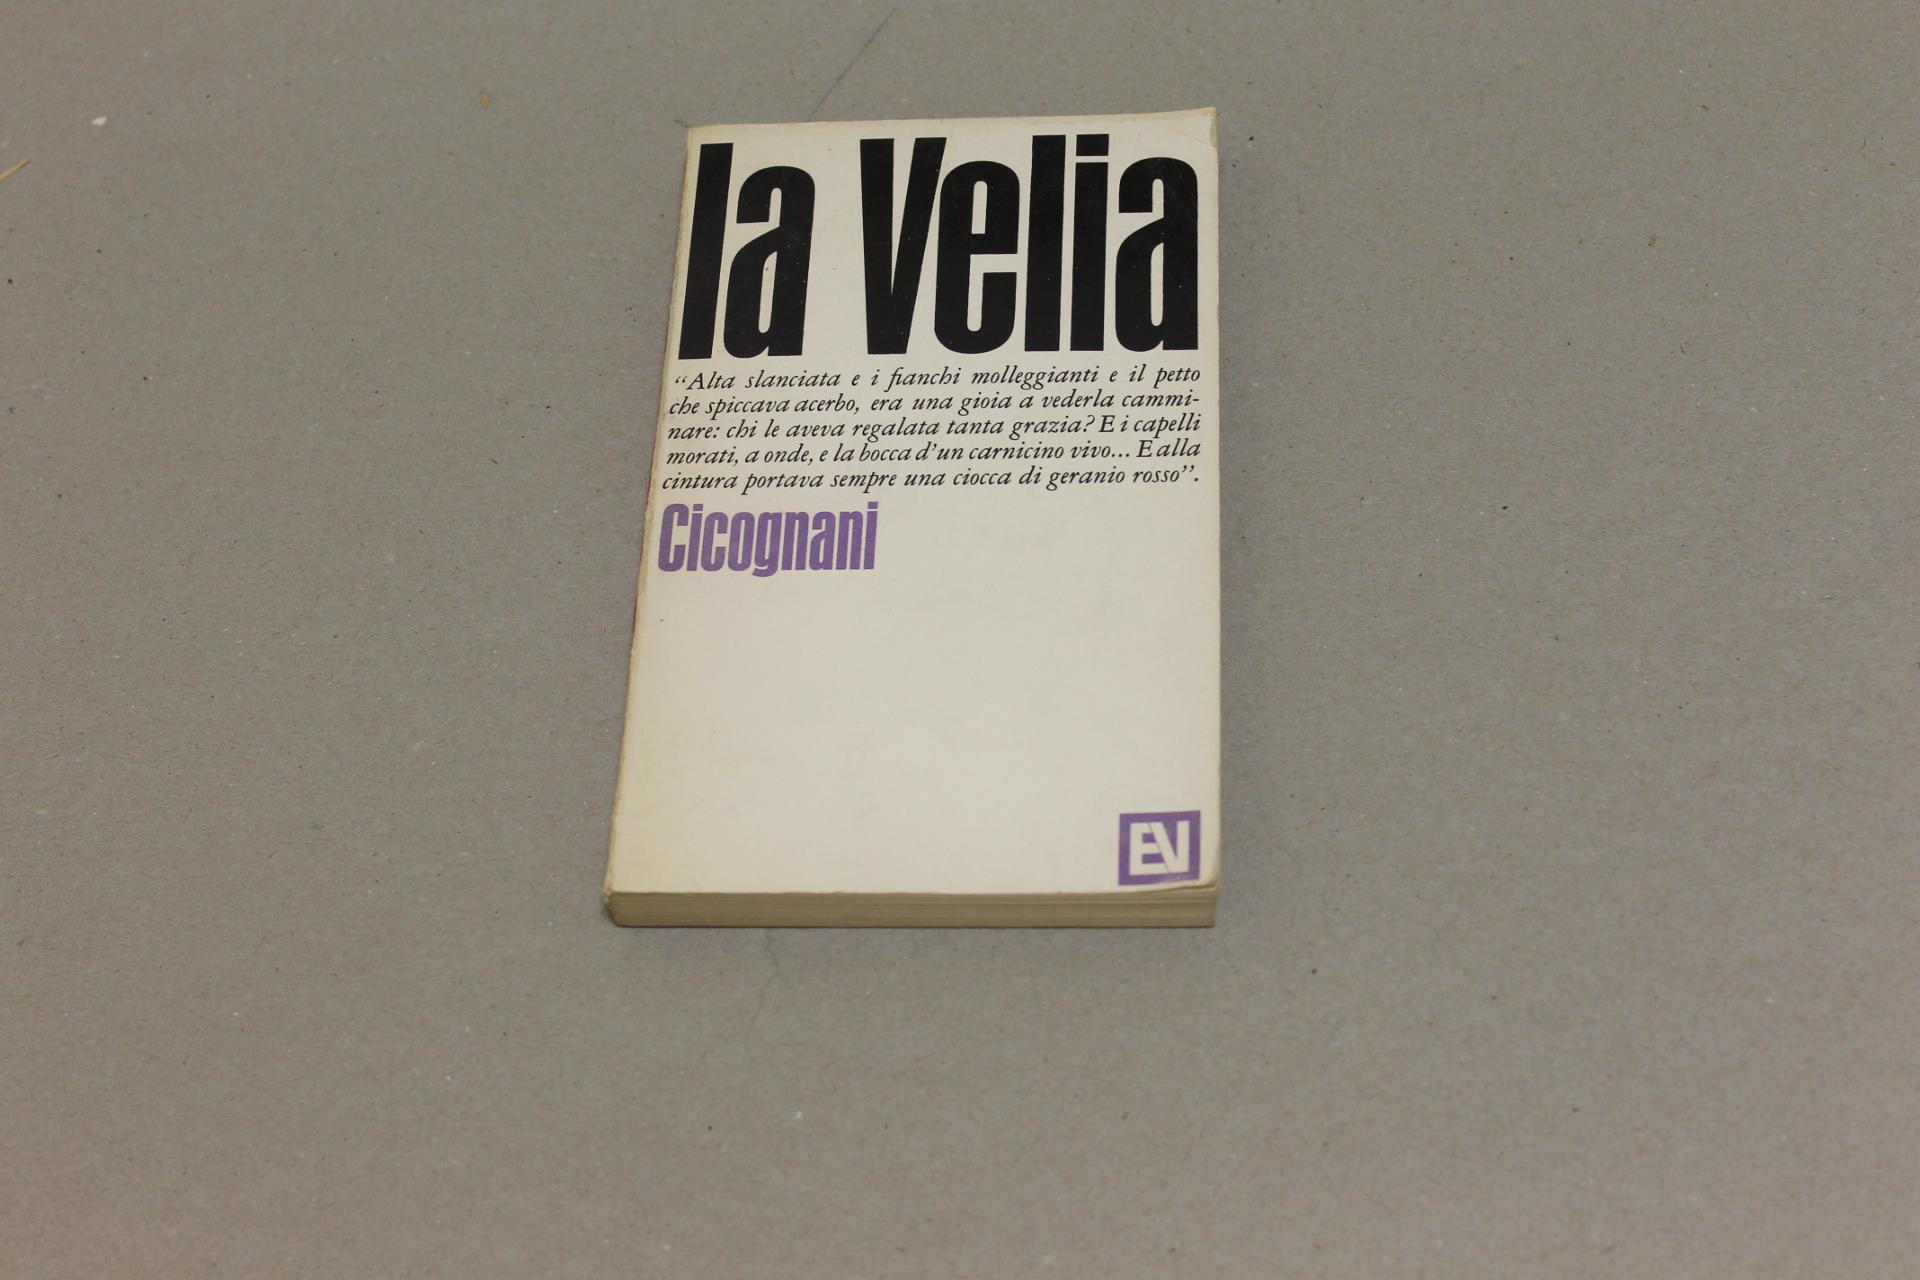 la Velia
“Alta slanciata e i fianchi molleggianti e il petto
che spiccava acerbo, era una gioia a vederla cammi-
nare: chi le aveva regalata tanta grazia? E i capelli
morati, a onde, e la bocca d’un carnicino vivo... E alla
cintura portava sempre una ciocca di geranio rosso”.
Cicognani
EV